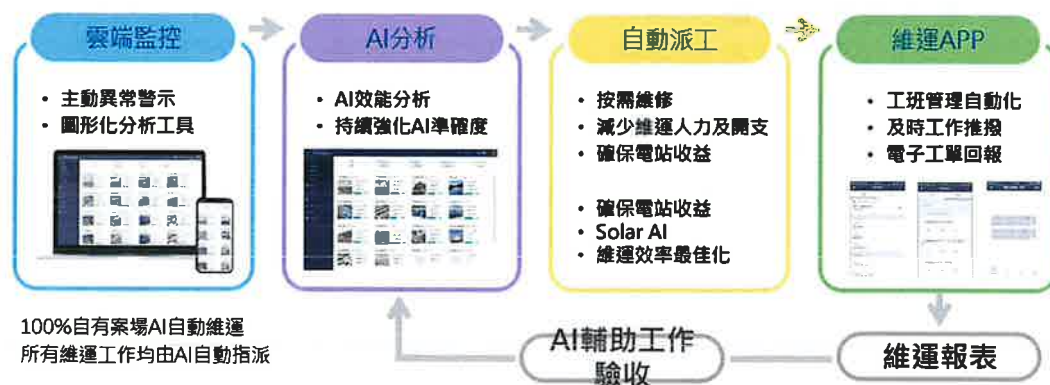 雲端監控
• 主動異常警示
• 圖形化分析工具
AI分析
• AI效能分析
• 持續強化AI準確度
自動派工
• 按需維修
• 減少維運人力及開支
• 確保電站收益
• 確保電站收益
• Solar AI
• 維運效率最佳化
維運APP
• 工班管理自動化
• 及時工作推撥
• 電子工單回報
100%自有案場AI自動維運
所有維運工作均由AI自動指派
AI輔助工作
驗收
維運報表